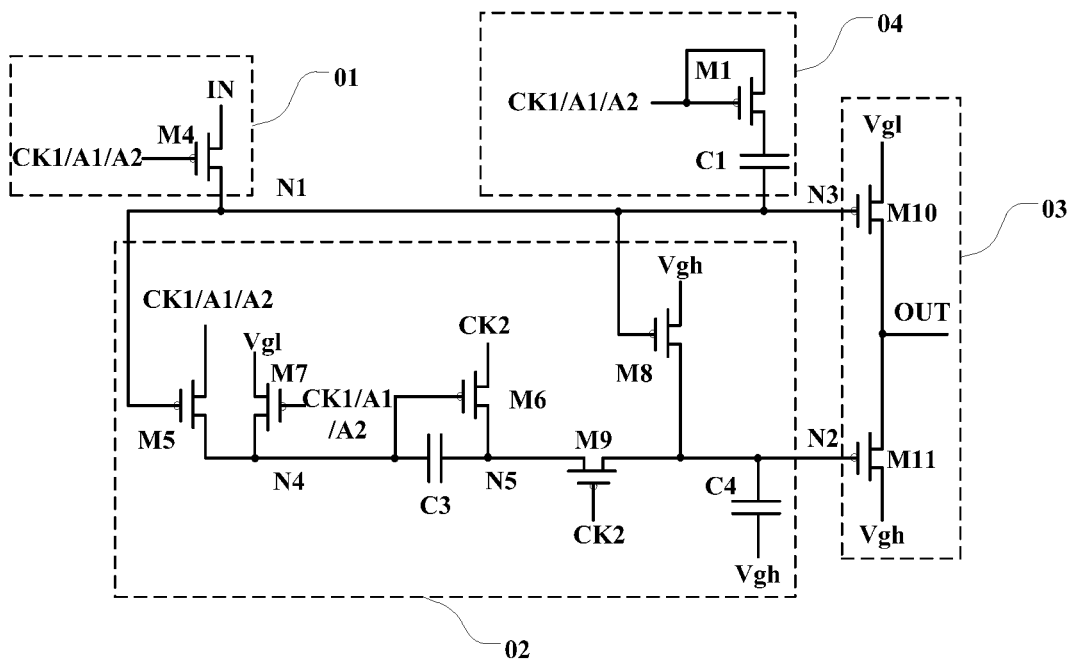 04
01
IN
M4
CK1/A1/A2
M1
CK1/A1/A2
C1
Vgl
N1
N3
M10
03
CK1/A1/A2
Vgl
M7
CK1/A1
/A2
CK2
Vgh
OUT
M5
M6
M8
M9
N2
M11
N4
C3
N5
C4
CK2
Vgh
Vgh
02